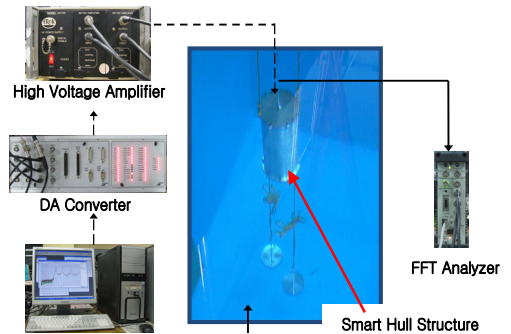 High Voltage Amplifier
DA Converter
FFT Analyzer
Smart Hull Structure